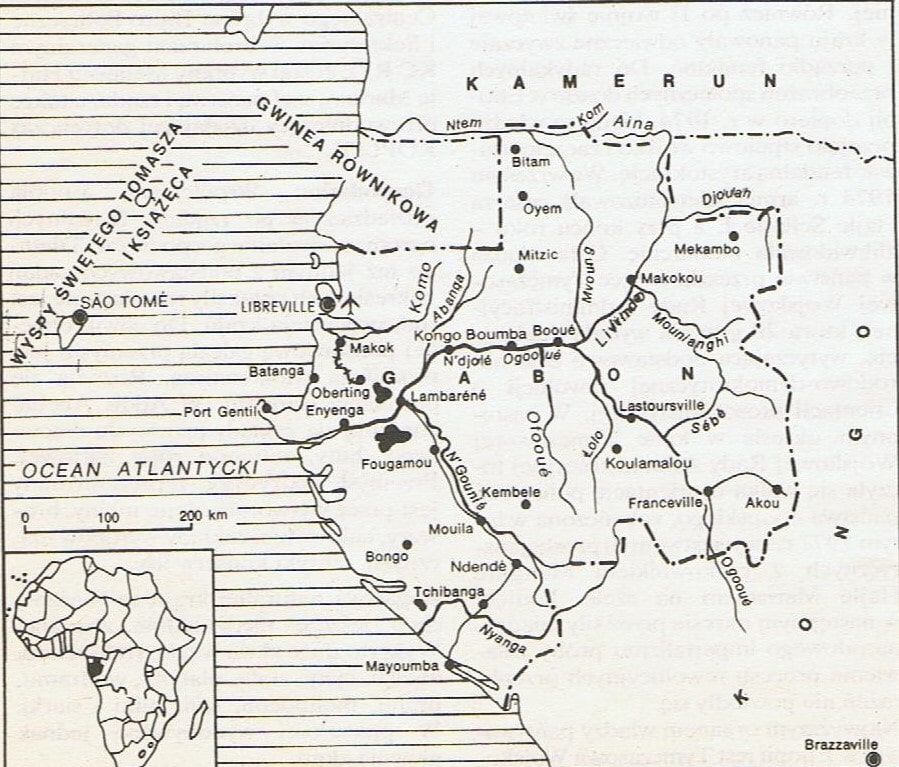 KAMERUN
Ntem
Kom
Aina
GWINEA RÓWNIKOWA
WYSPY ŚWIĘTEGO TOMASZA
I KSIĄŻĘCA
Bitam
Oyem
Djouah
Mekambo
Mitzic
Mvoung
Makokou
Komo
Abanga
SÃO TOMÉ
LIBREVILLE
L'Ivindo
Mounianghi
Kongo Boumba
Booué
Makok
N'djolé
Ogooué
Batanga
GABON
Oberting
Lambaréné
Port Gentil
Enyenga
Lastoursville
Sébé
Ofooué
Łolo
Koulamalou
OCEAN ATLANTYCKI
Fougamou
N'Gounié
Kembele
Franceville
Akou
0 100 200 km
Mouila
Bongo
Ndendé
Ogooué
Tchibanga
Nyanga
Mayoumba
KONGO
Brazzaville